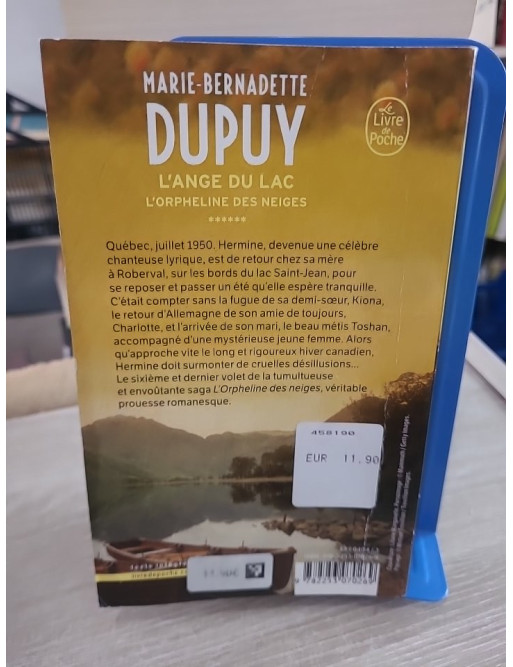 MARIE-BERNADETTE
DUPUY
Le
Livre
de
Poche
L'ANGE DU LAC
L'ORPHELINE DES NEIGES
******
Québec, juillet 1950. Hermine, devenue une célèbre
chanteuse lyrique, est de retour chez sa mère
à Roberval, sur les bords du lac Saint-Jean, pour
se reposer et passer un été qu'elle espère tranquille.
C'était compter sans la fugue de sa demi-sœur, Kiona,
le retour d'Allemagne de son amie de toujours,
Charlotte, et l'arrivée de son mari, le beau métis Toshan,
accompagné d'une mystérieuse jeune femme. Alors
qu'approche vite le long et rigoureux hiver canadien,
Hermine doit surmonter de cruelles désillusions...
Le sixième et dernier volet de la tumultueuse
et envoûtante saga L'Orpheline des neiges, véritable
prouesse romanesque.
458190
EUR 11.90
9 782253 070269